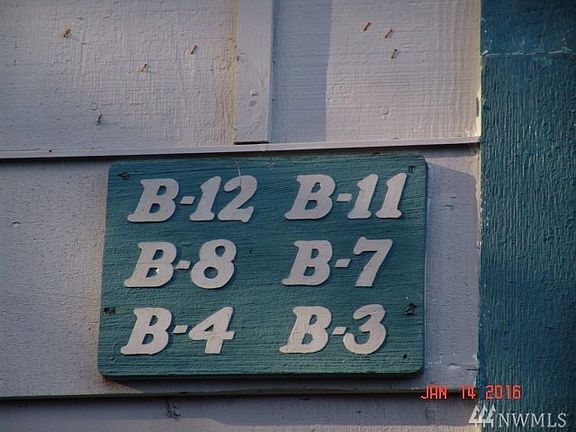 B-12 B-11
B-8 B-7
B-4 B-3
JAN 14 2016
NWMLS